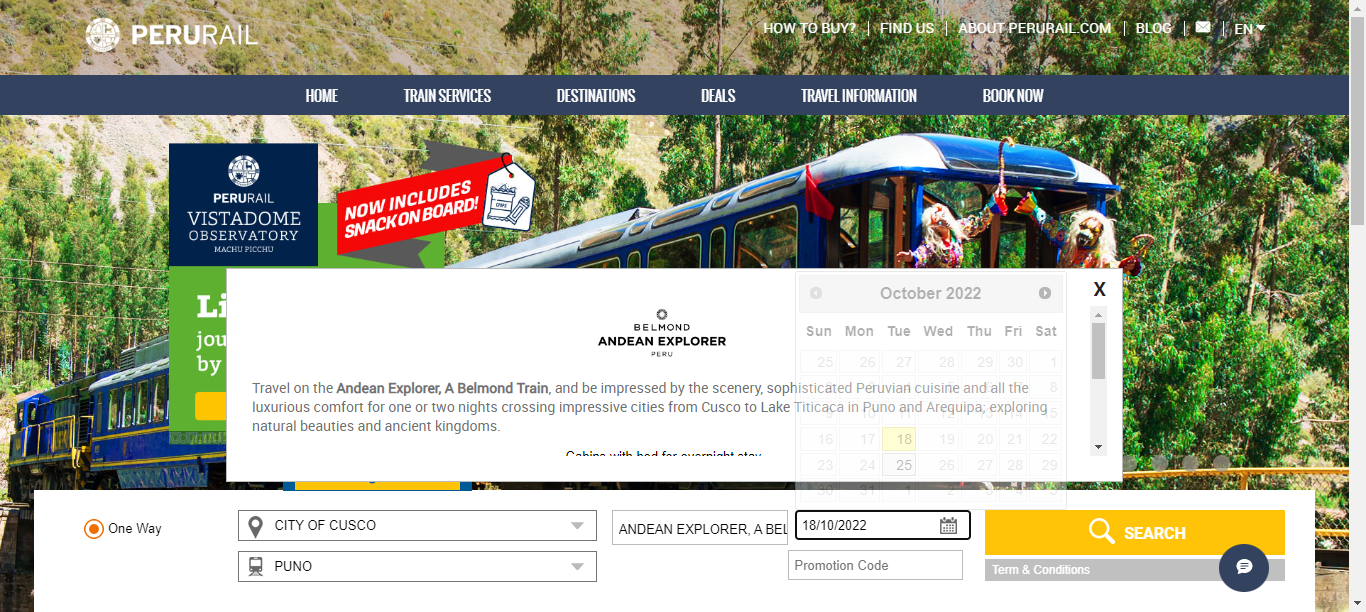 PERURAIL
HOW TO BUY?
FIND US
ABOUT PERURAIL.COM
BLOG
EN
HOME
TRAIN SERVICES
DESTINATIONS
DEALS
TRAVEL INFORMATION
BOOK NOW
PERURAIL
VISTADOME
OBSERVATORY
MACHU PICCHU
NOW INCLUDES
SNACK ON BOARD!
Li
jou
by
X
BELMOND
ANDEAN EXPLORER
PERU
Travel on the Andean Explorer, A Belmond Train, and be impressed by the scenery, sophisticated Peruvian cuisine and all the
luxurious comfort for one or two nights crossing impressive cities from Cusco to Lake Titicaca in Puno and Arequipa; exploring
natural beauties and ancient kingdoms.
Cabins with bed for overnight stay
October 2022
Sun Mon Tue Wed Thu Fri Sat
25 26 27 28 29 30 1
8
9 15
16 17 18 19 20 21 22
23 24 25 26 27 28 29
30 31 1 2 3 4 5
One Way
CITY OF CUSCO
ANDEAN EXPLORER, A BEL
18/10/2022
SEARCH
PUNO
Promotion Code
Term & Conditions